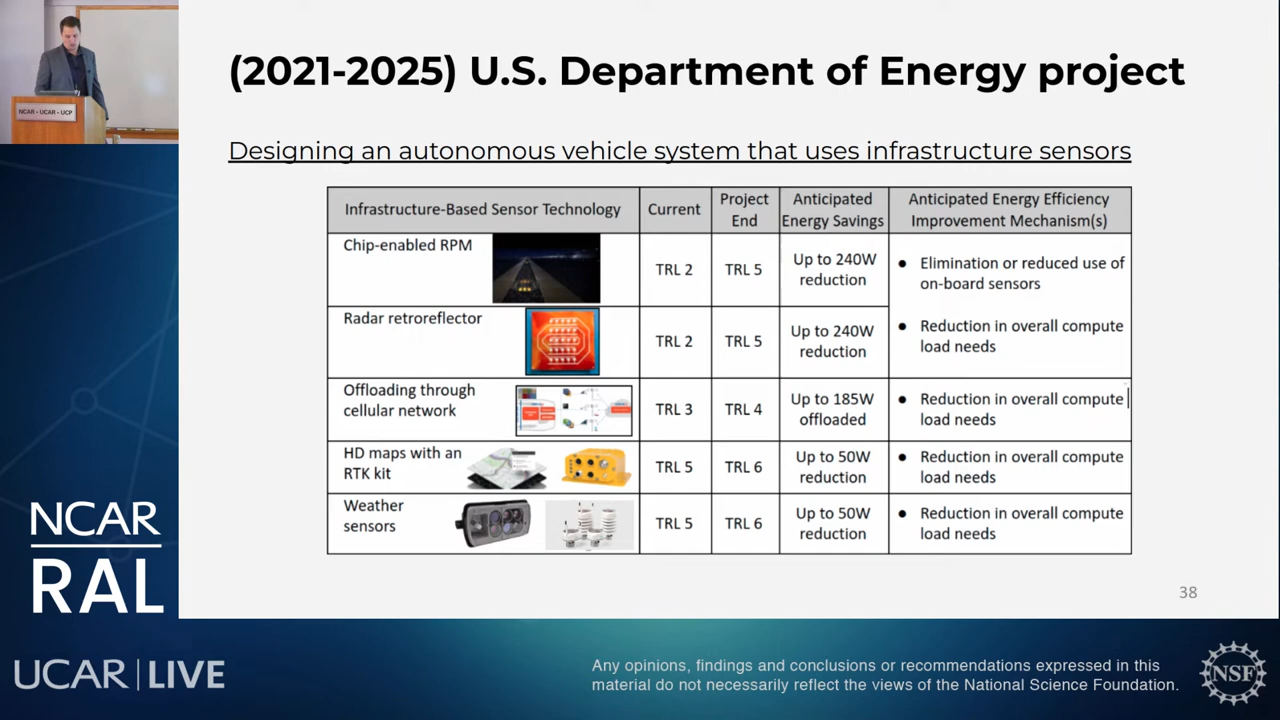 (2021-2025) U.S. Department of Energy project
Designing an autonomous vehicle system that uses infrastructure sensors
Infrastructure-Based Sensor Technology
Current
Project
End
Anticipated
Energy Savings
Anticipated Energy Efficiency
Improvement Mechanism(s)
Chip-enabled RPM
TRL 2
TRL 5
Up to 240W
reduction
● Elimination or reduced use of
on-board sensors
Radar retroreflector
TRL 2
TRL 5
Up to 240W
reduction
● Reduction in overall compute
load needs
Offloading through
cellular network
TRL 3
TRL 4
Up to 185W
offloaded
● Reduction in overall compute
load needs
HD maps with an
RTK kit
TRL 5
TRL 6
Up to 50W
reduction
● Reduction in overall compute
load needs
Weather
sensors
TRL 5
TRL 6
Up to 50W
reduction
● Reduction in overall compute
load needs
38
NCAR - UCAR - UCP
NCAR
RAL
UCAR | LIVE
Any opinions, findings and conclusions or recommendations expressed in this
material do not necessarily reflect the views of the National Science Foundation.
NSF